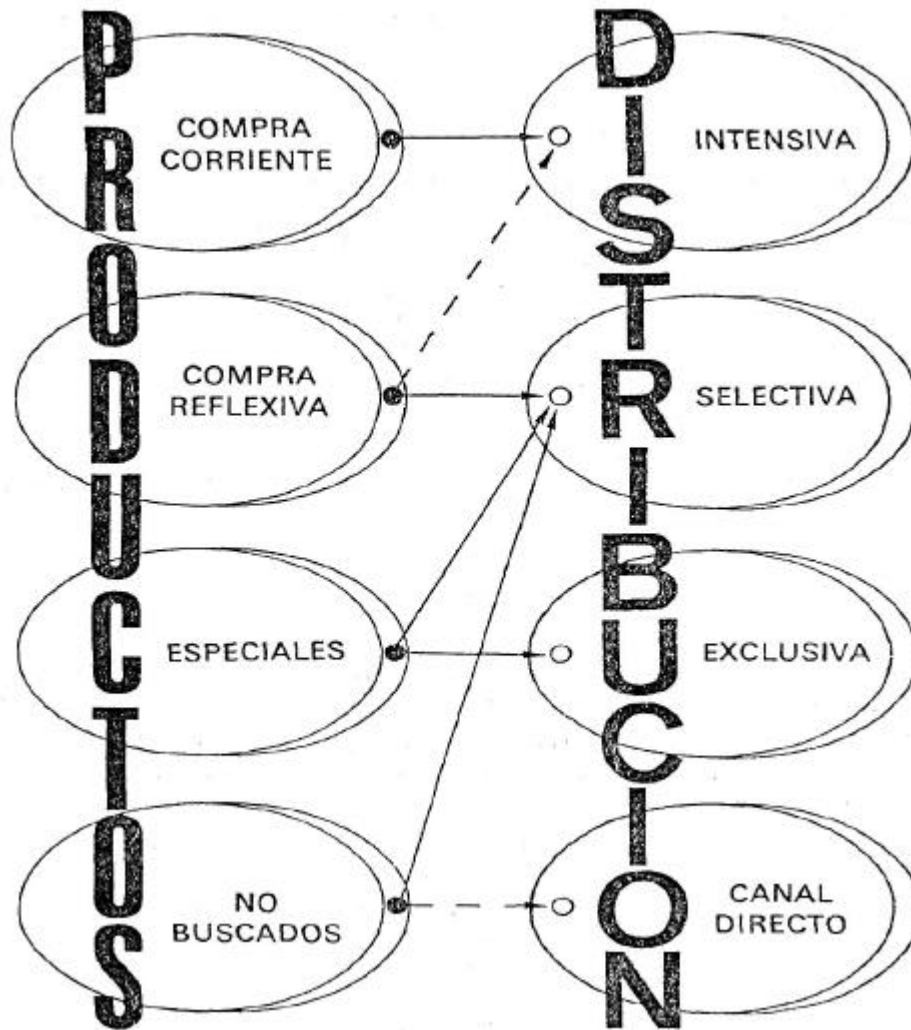 PRODUCTOS
DISTRIBUCION
COMPRA
CORRIENTE
INTENSIVA
COMPRA
REFLEXIVA
SELECTIVA
ESPECIALES
EXCLUSIVA
NO
BUSCADOS
CANAL
DIRECTO